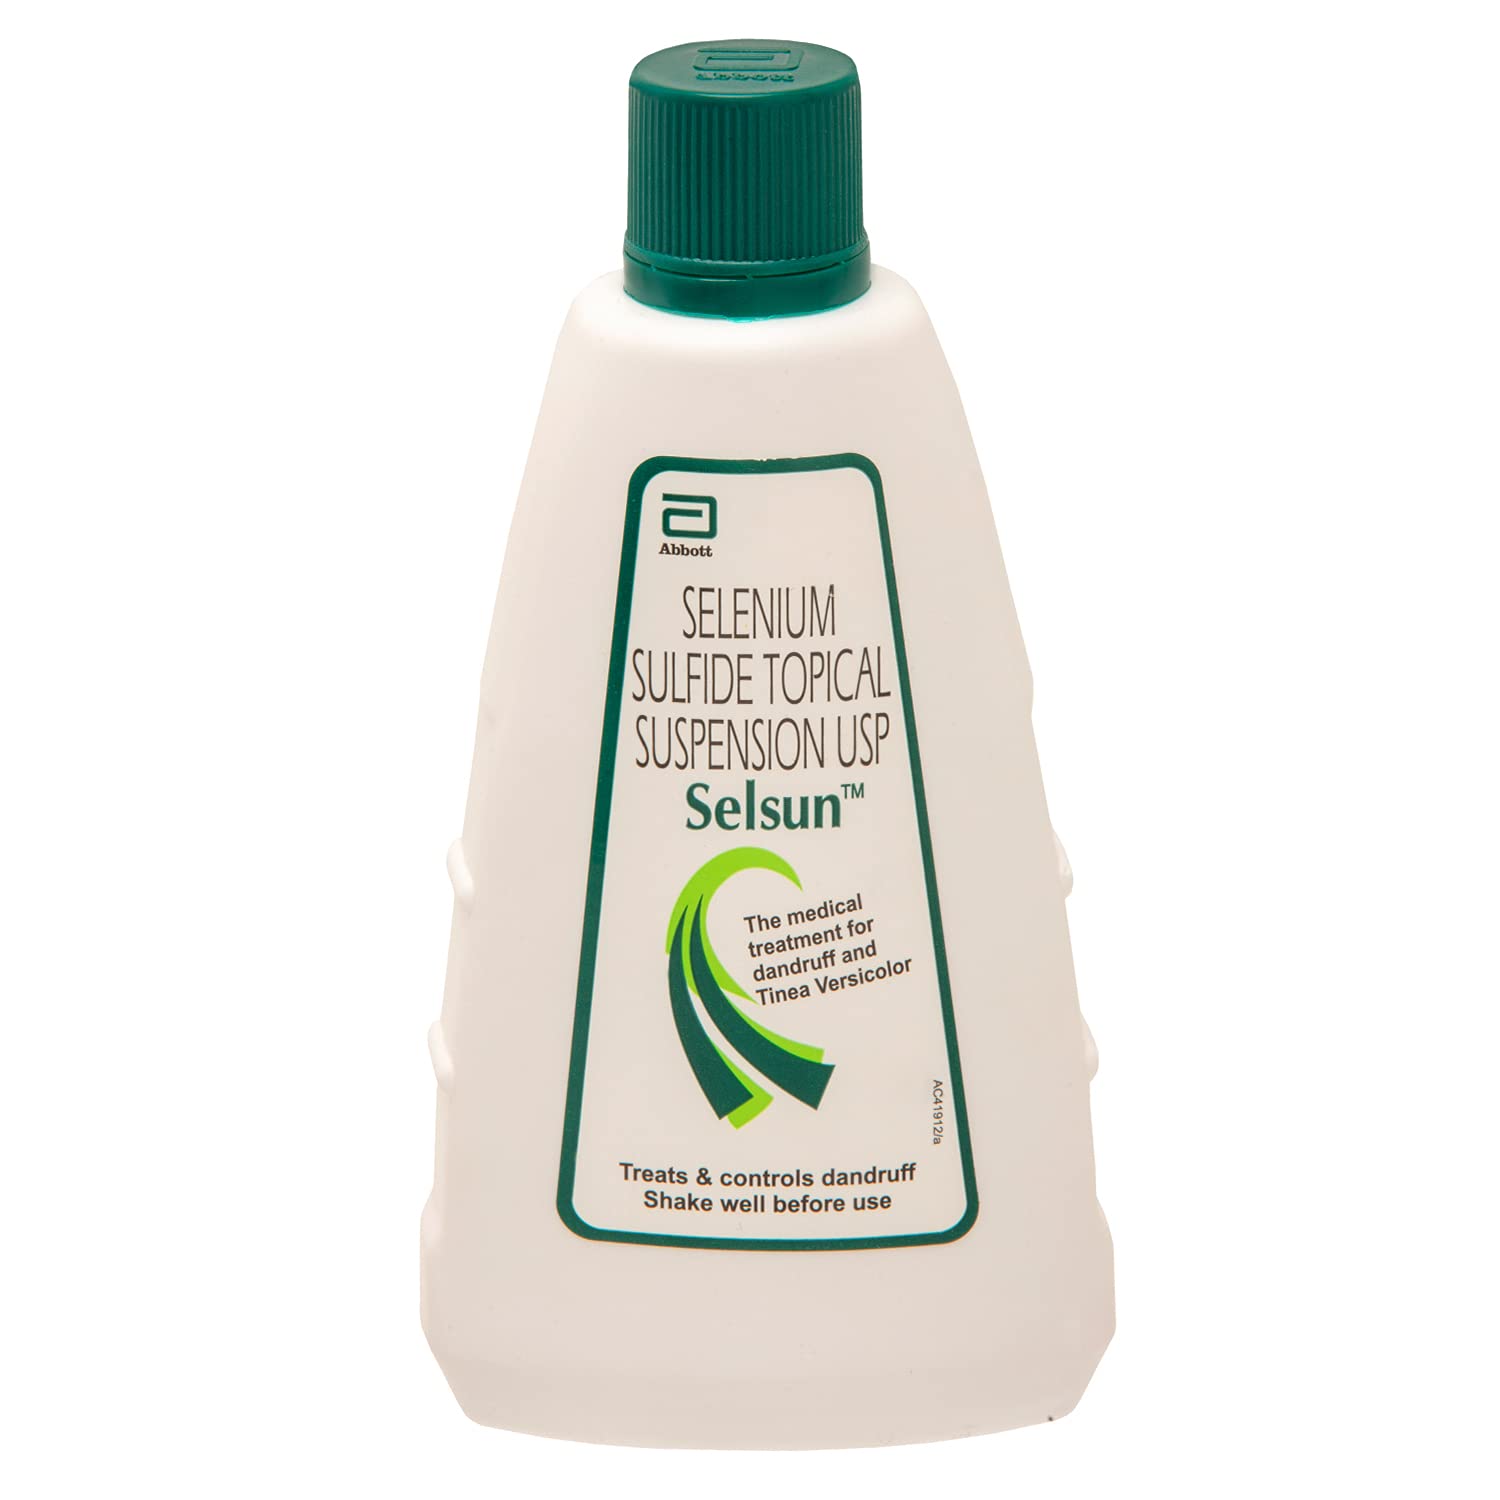 Abbott
Abbott
SELENIUM
SULFIDE TOPICAL
SUSPENSION USP
Selsun™
The medical
treatment for
dandruff and
Tinea Versicolor
AC41912/a
Treats & controls dandruff
Shake well before use